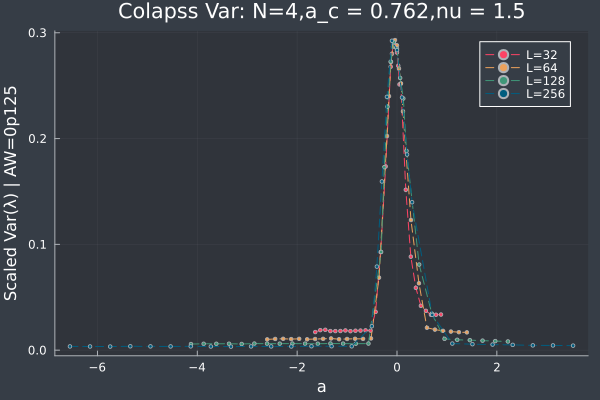 Colapss Var: N=4,a_c = 0.762,nu = 1.5
Scaled Var(λ) | AW=0p125
0.3
0.2
0.1
0.0
L=32
L=64
L=128
L=256
−6 −4 −2 0 2
a